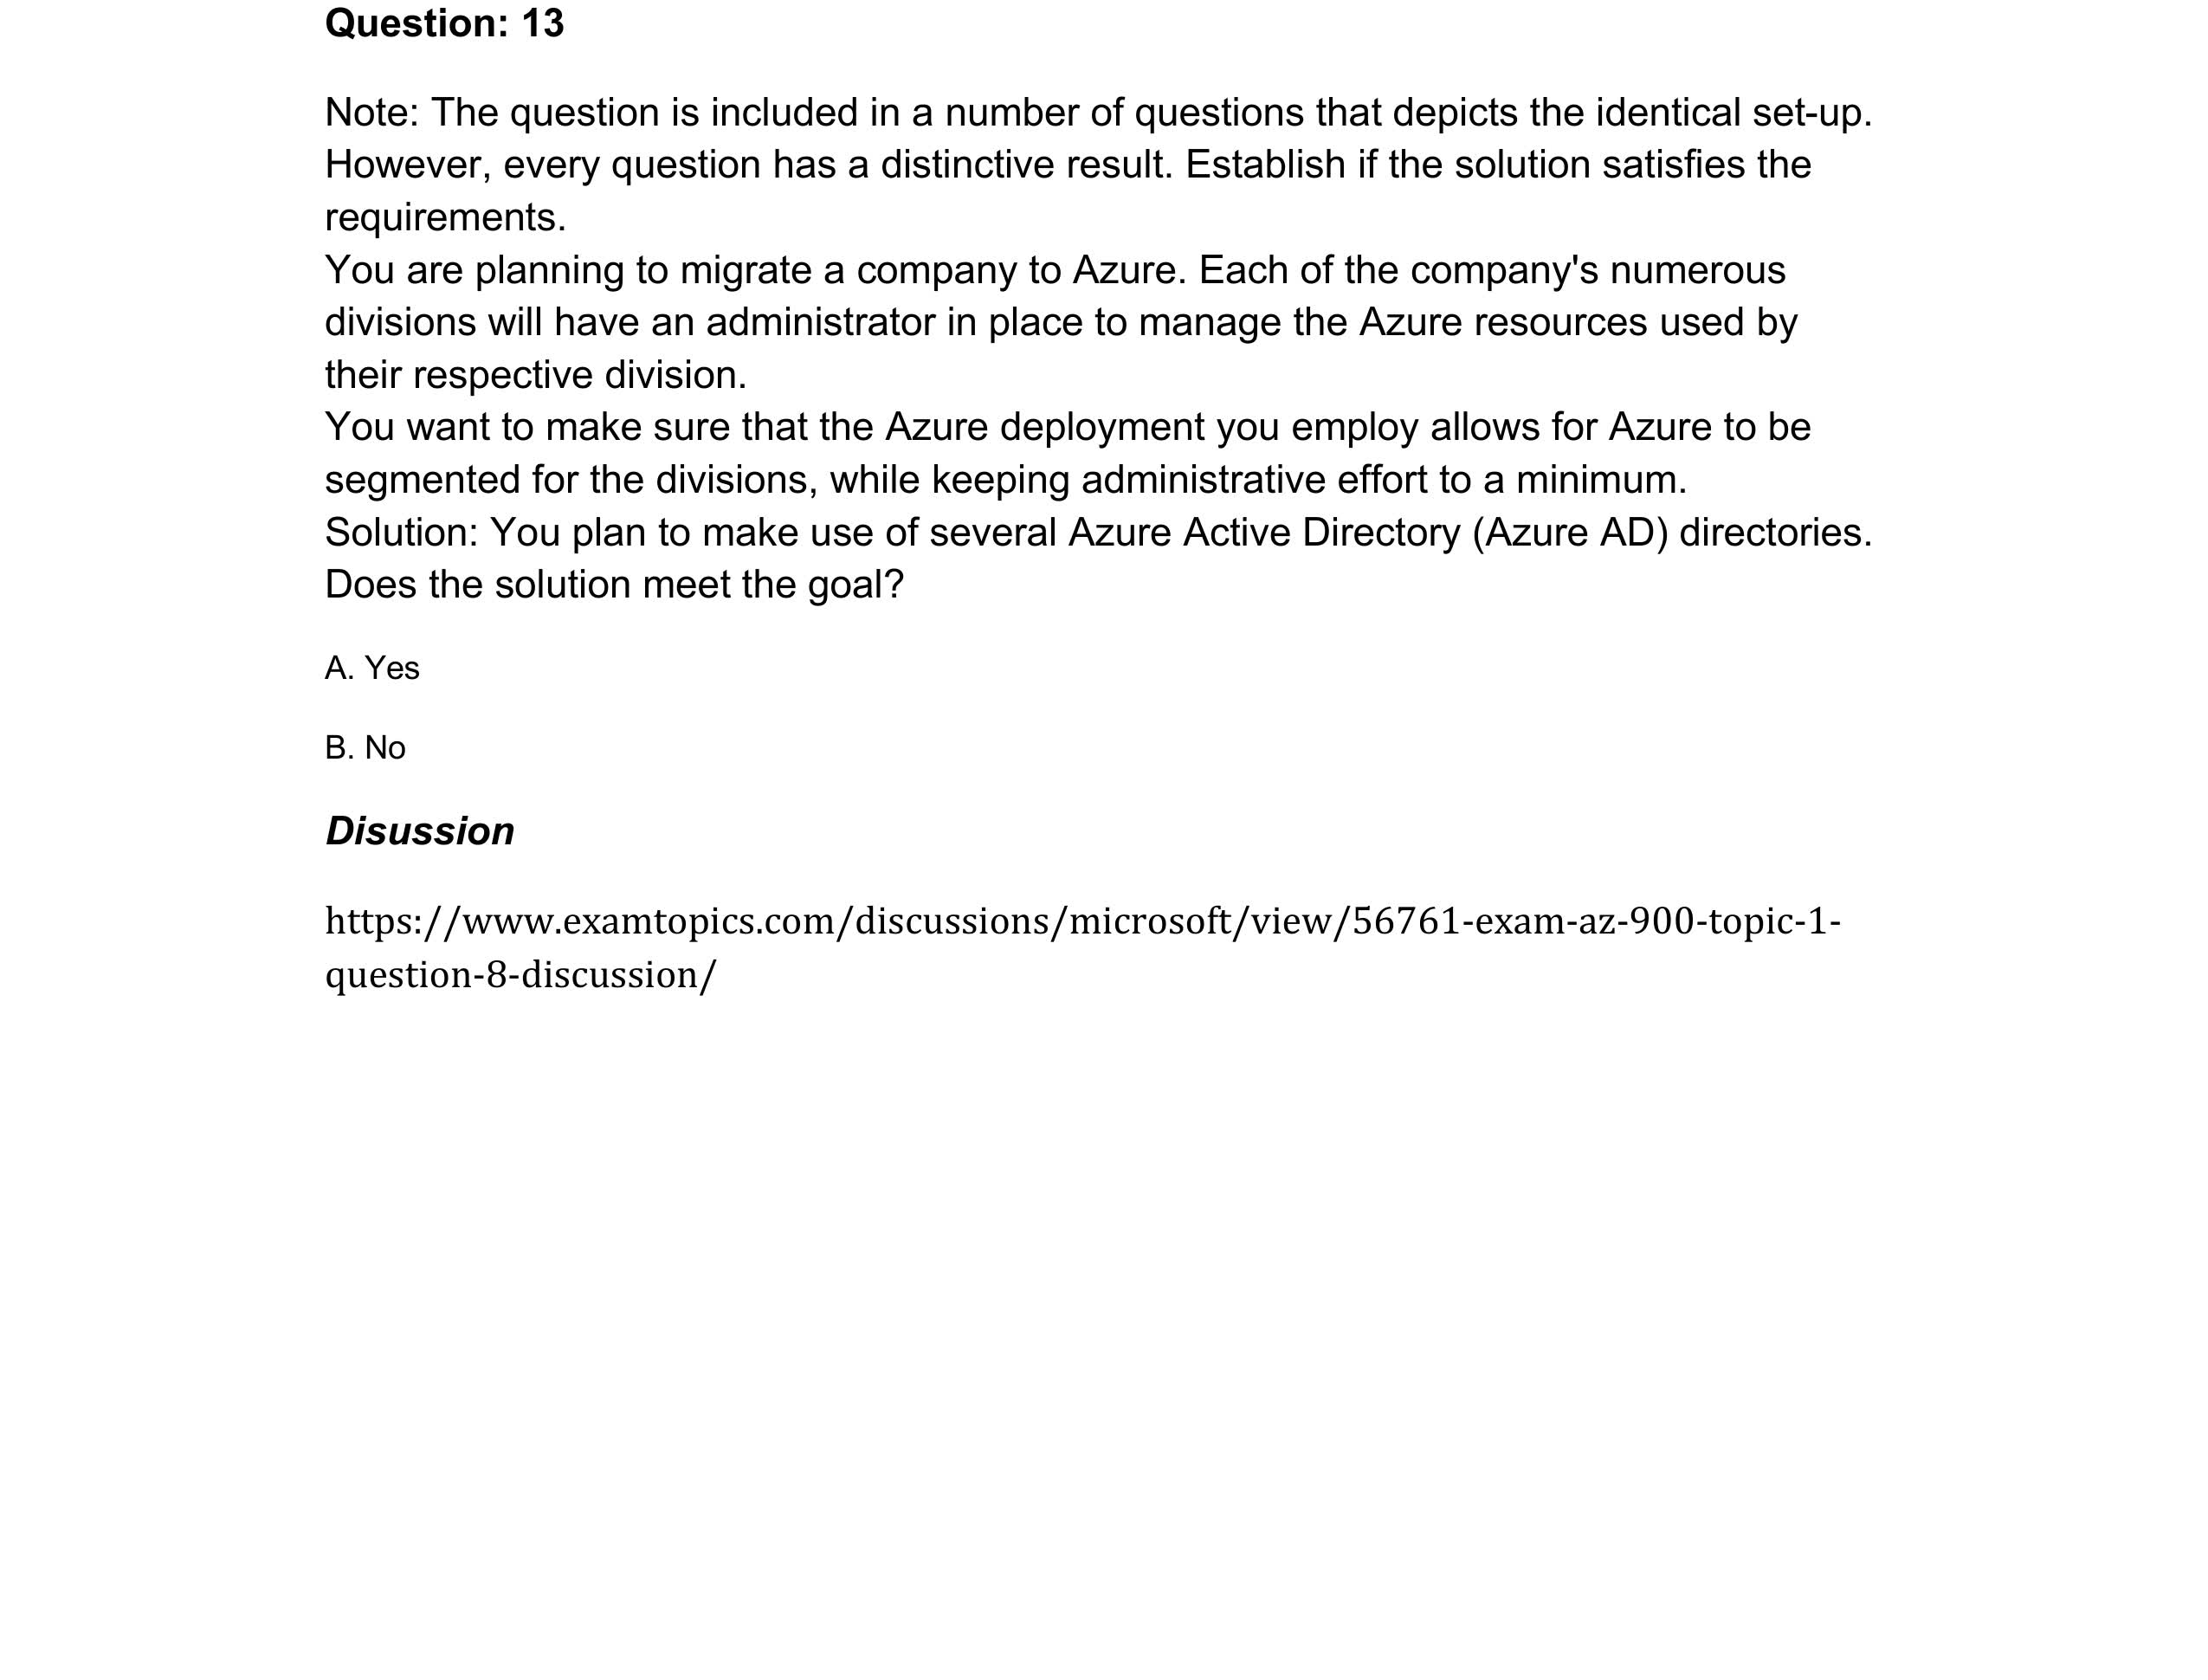 Question: 13
Note: The question is included in a number of questions that depicts the identical set-up.
However, every question has a distinctive result. Establish if the solution satisfies the
requirements.
You are planning to migrate a company to Azure. Each of the company's numerous
divisions will have an administrator in place to manage the Azure resources used by
their respective division.
You want to make sure that the Azure deployment you employ allows for Azure to be
segmented for the divisions, while keeping administrative effort to a minimum.
Solution: You plan to make use of several Azure Active Directory (Azure AD) directories.
Does the solution meet the goal?
A. Yes
B. No
Disussion
https://www.examtopics.com/discussions/microsoft/view/56761-exam-az-900-topic-1-
question-8-discussion/